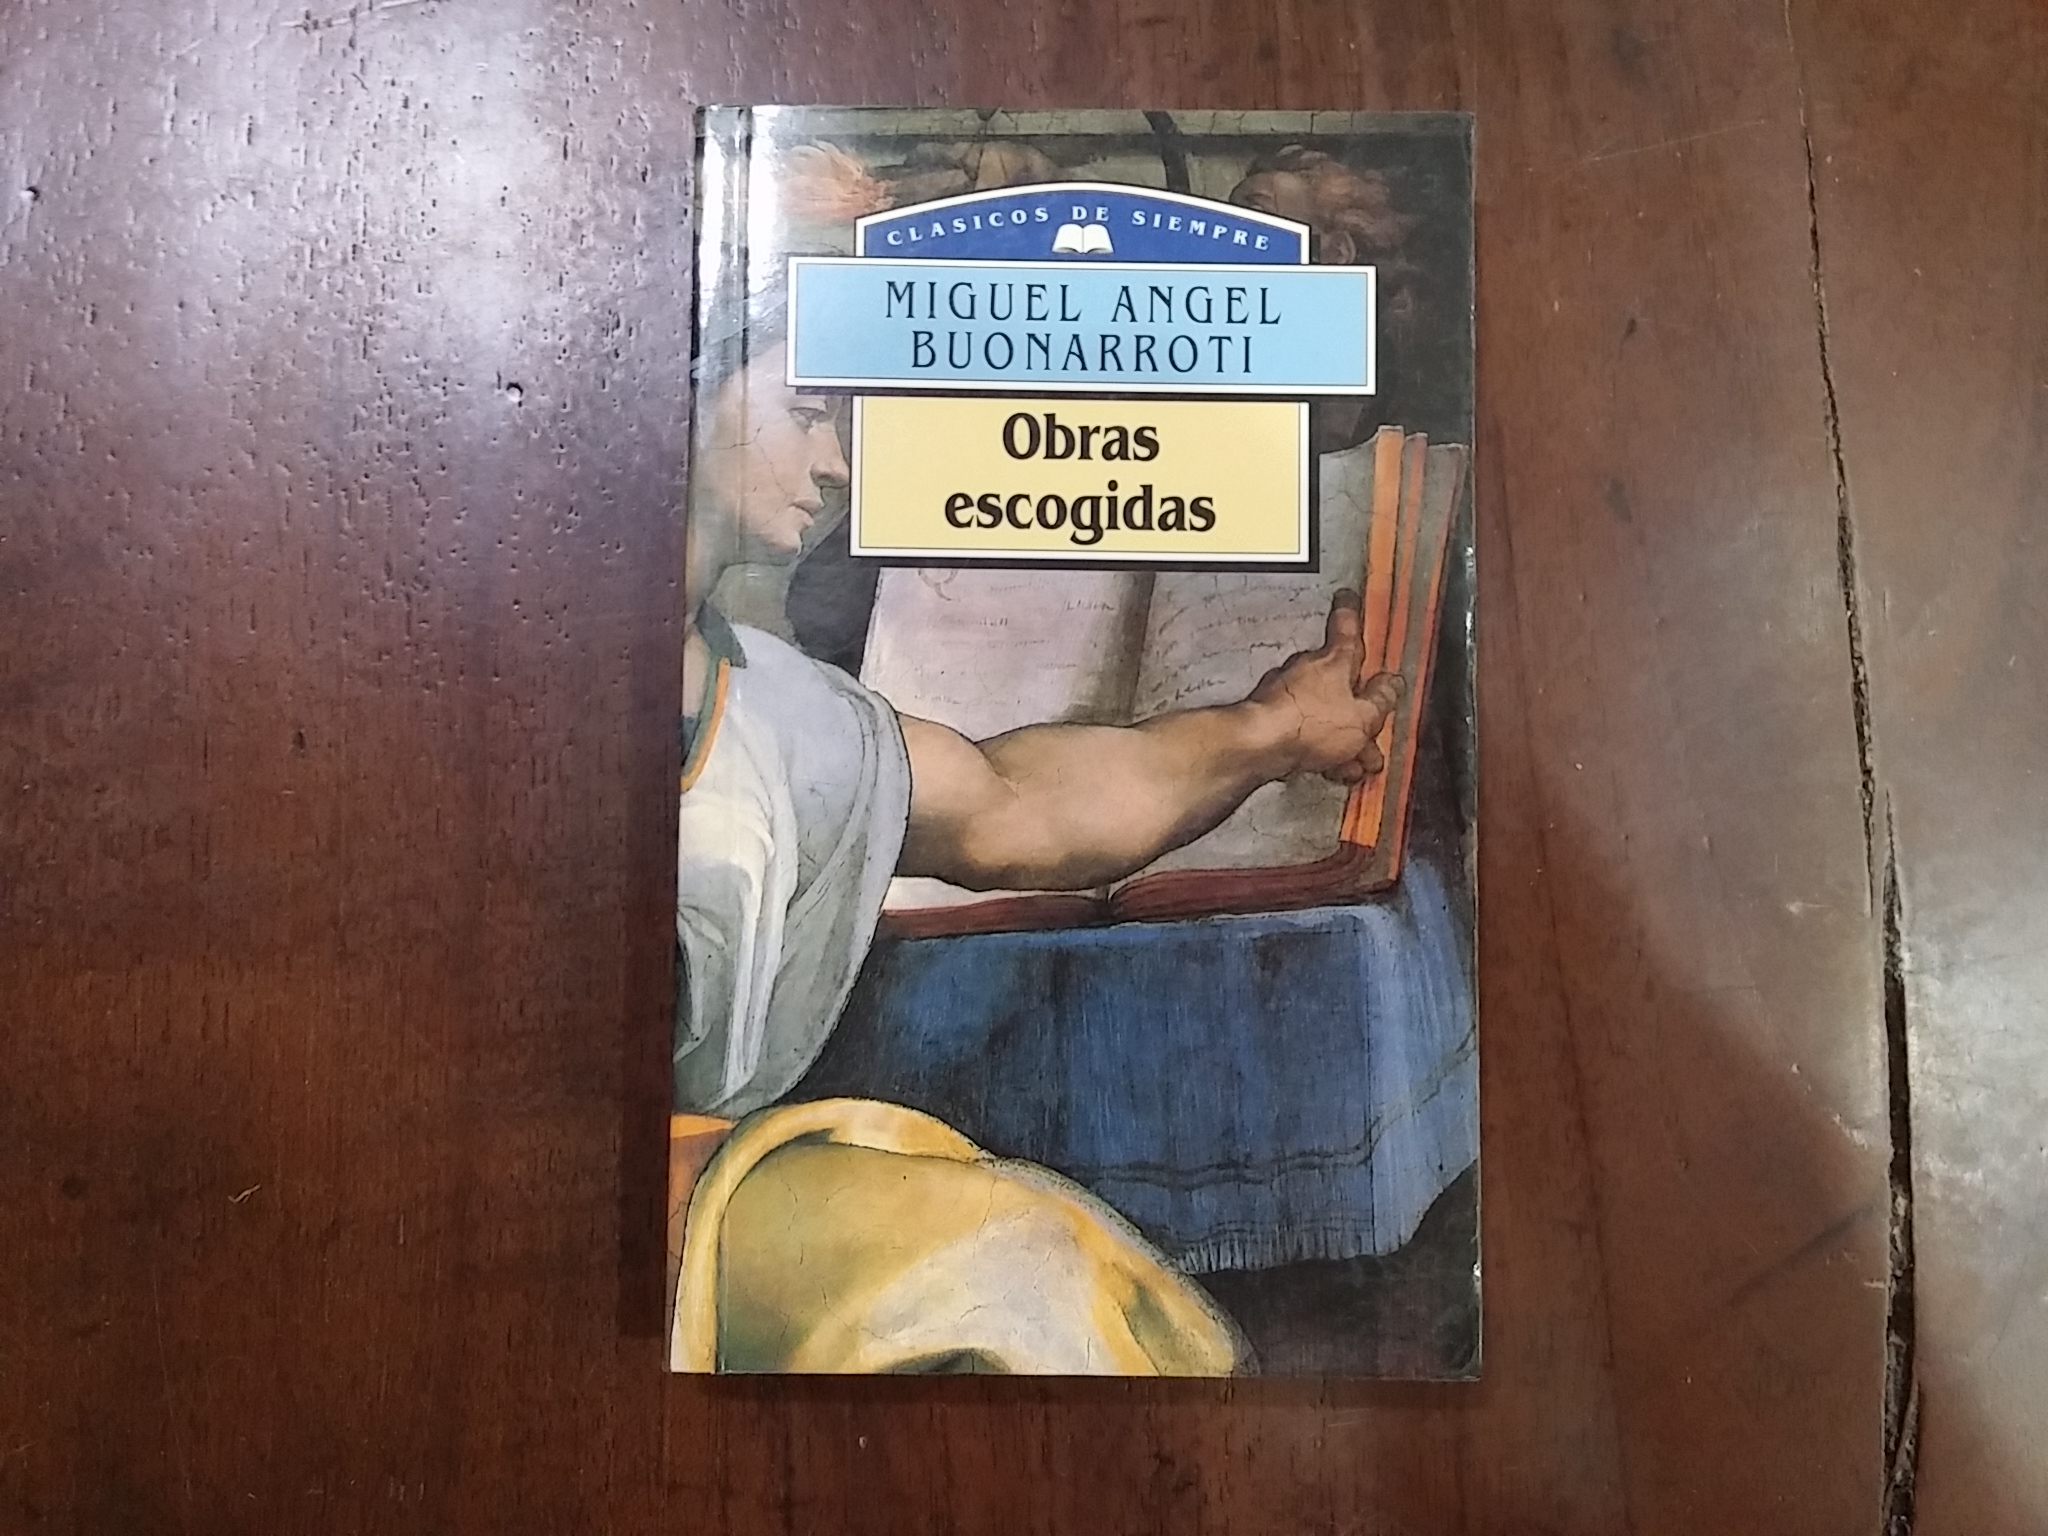 CLASICOS DE SIEMPRE
MIGUEL ANGEL
BUONARROTI
Obras
escogidas